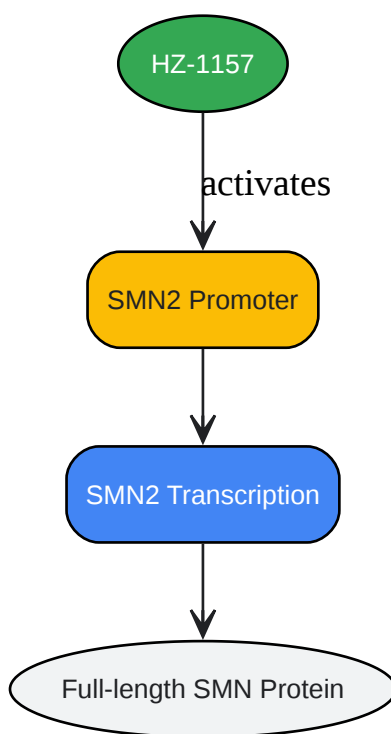 HZ-1157
activates
SMN2 Promoter
SMN2 Transcription
Full-length SMN Protein